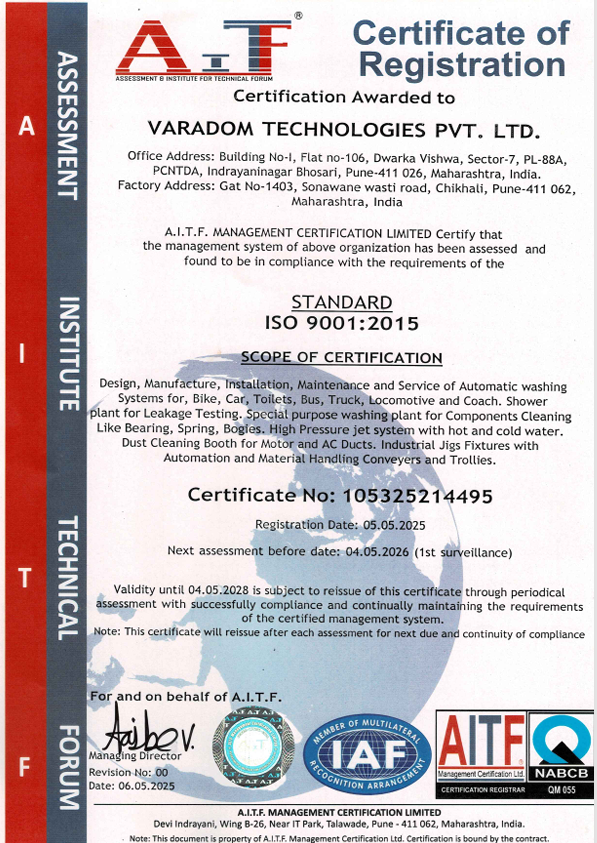 A.I.T.F
®
ASSESSMENT & INSTITUTE FOR TECHNICAL FORUM
Certificate of
Registration
Certification Awarded to
VARADOM TECHNOLOGIES PVT. LTD.
Office Address: Building No-I, Flat no-106, Dwarka Vishwa, Sector-7, PL-88A,
PCNTDA, Indrayaninagar Bhosari, Pune-411 026, Maharashtra, India.
Factory Address: Gat No-1403, Sonawane wasti road, Chikhali, Pune-411 062,
Maharashtra, India
A.I.T.F. MANAGEMENT CERTIFICATION LIMITED Certify that
the management system of above organization has been assessed and
found to be in compliance with the requirements of the
STANDARD
ISO 9001:2015
SCOPE OF CERTIFICATION
Design, Manufacture, Installation, Maintenance and Service of Automatic washing
Systems for, Bike, Car, Toilets, Bus, Truck, Locomotive and Coach. Shower
plant for Leakage Testing. Special purpose washing plant for Components Cleaning
Like Bearing, Spring, Bogies. High Pressure jet system with hot and cold water.
Dust Cleaning Booth for Motor and AC Ducts. Industrial Jigs Fixtures with
Automation and Material Handling Conveyers and Trollies.
Certificate No: 105325214495
Registration Date: 05.05.2025
Next assessment before date: 04.05.2026 (1st surveillance)
Validity until 04.05.2028 is subject to reissue of this certificate through periodical
assessment with successfully compliance and continually maintaining the requirements
of the certified management system.
Note: This certificate will reissue after each assessment for next due and continuity of compliance
For and on behalf of A.I.T.F.
Managing Director
Revision No: 00
Date: 06.05.2025
MEMBER OF MULTILATERAL
IAF
RECOGNITION ARRANGEMENT
AITF
Management Certification Ltd.
CERTIFICATION REGISTRAR
NABCB
QM 055
A.I.T.F. MANAGEMENT CERTIFICATION LIMITED
Devi Indrayani, Wing B-26, Near IT Park, Talawade, Pune - 411 062, Maharashtra, India.
Note: This document is property of A.I.T.F. Management Certification Ltd. Certification is bound by the contract.
A
I
T
F
ASSESSMENT
INSTITUTE
TECHNICAL
FORUM